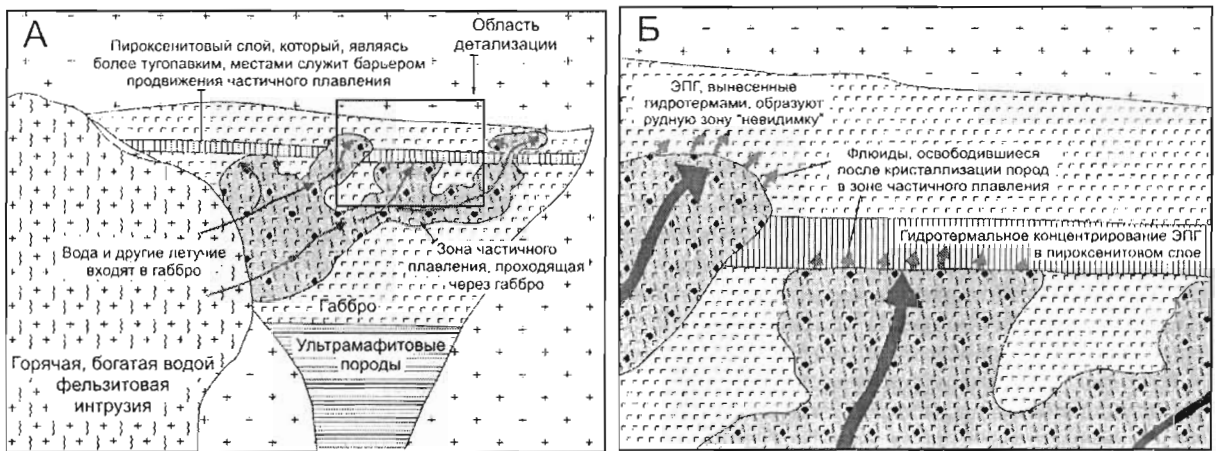 А
Пироксенитовый слой, который, являясь
более тугопавким, местами служит барьером
продвижения частичного плавления
Область
детализации
Вода и другие летучие
входят в габбро
Зона частичного
плавления, проходящая
через габбро
Габбро
Ультрамафитовые
породы
Горячая, богатая водой
фельзитовая
интрузия
Б
ЭПГ, вынесенные
гидротермами, образуют
рудную зону "невидимку"
Флюиды, освободившиеся
после кристаллизации пород
в зоне частичного плавления
Гидротермальное концентрирование ЭПГ
в пироксенитовом слое